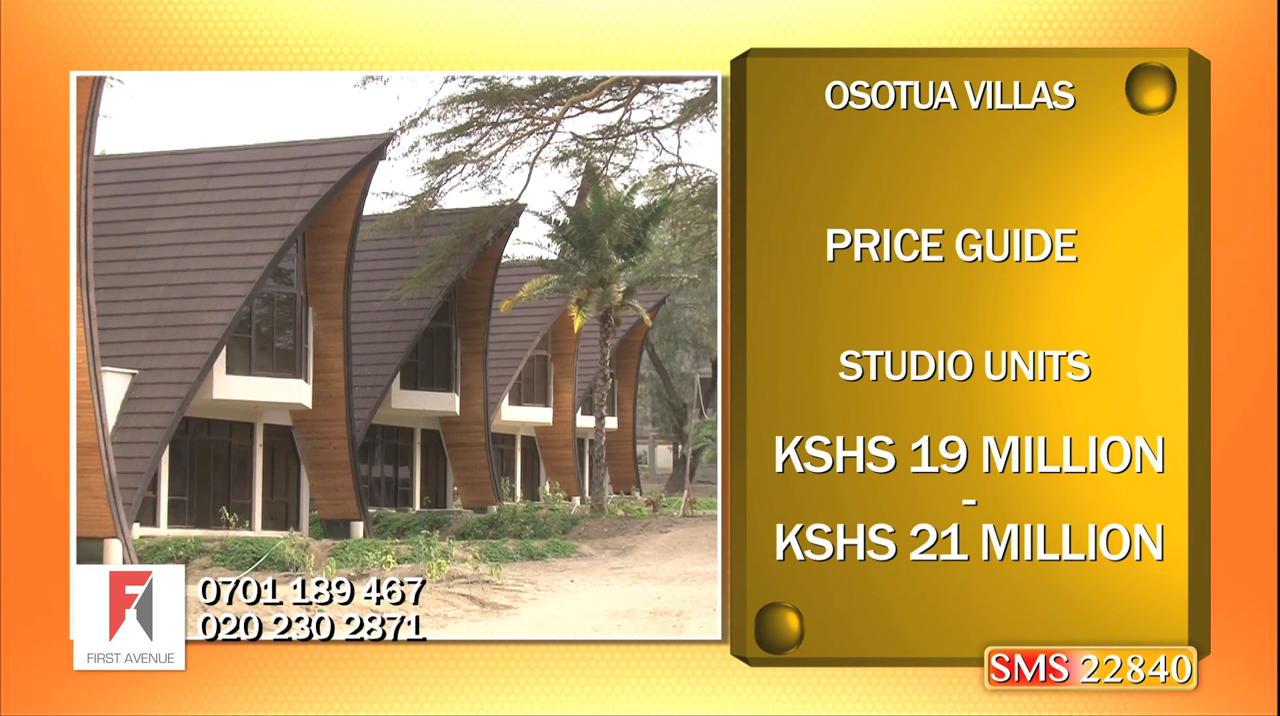 OSOTUA VILLAS
PRICE GUIDE
STUDIO UNITS
KSHS 19 MILLION
-
KSHS 21 MILLION
0701 189 467
020 230 2871
FIRST AVENUE
SMS 22840